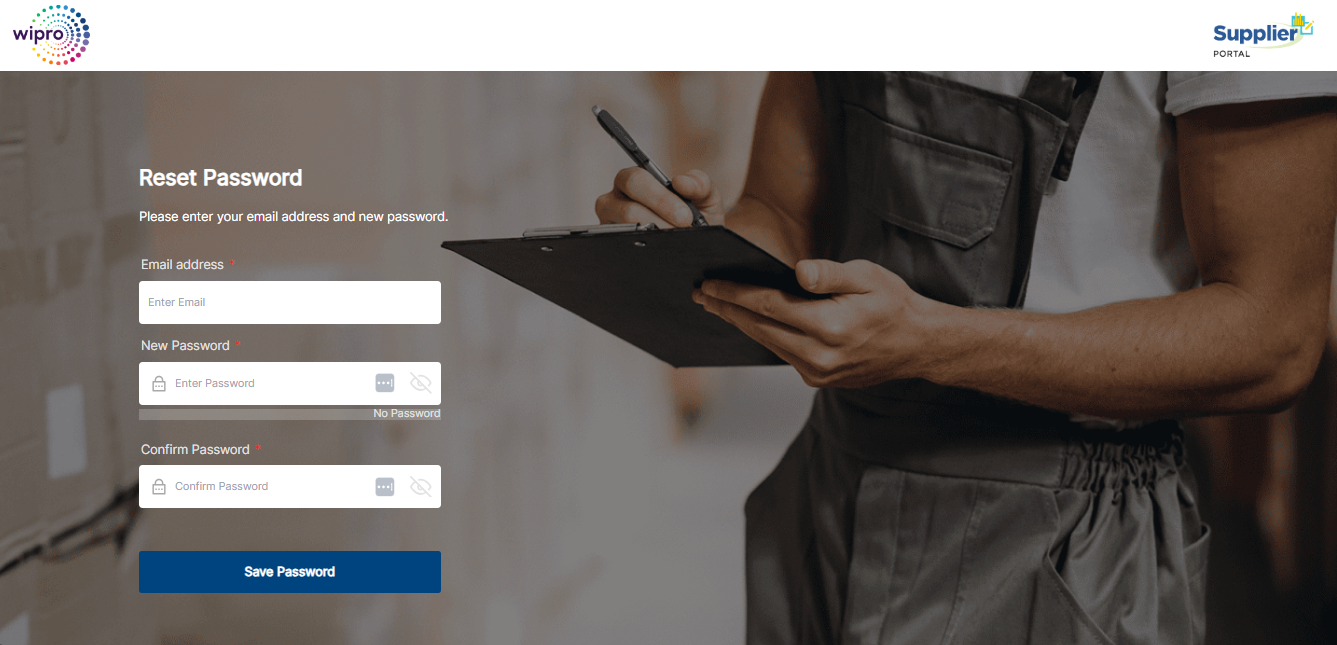 wipro
Supplier
PORTAL
Reset Password
Please enter your email address and new password.
Email address *
Enter Email
New Password *
Enter Password
No Password
Confirm Password *
Confirm Password
Save Password